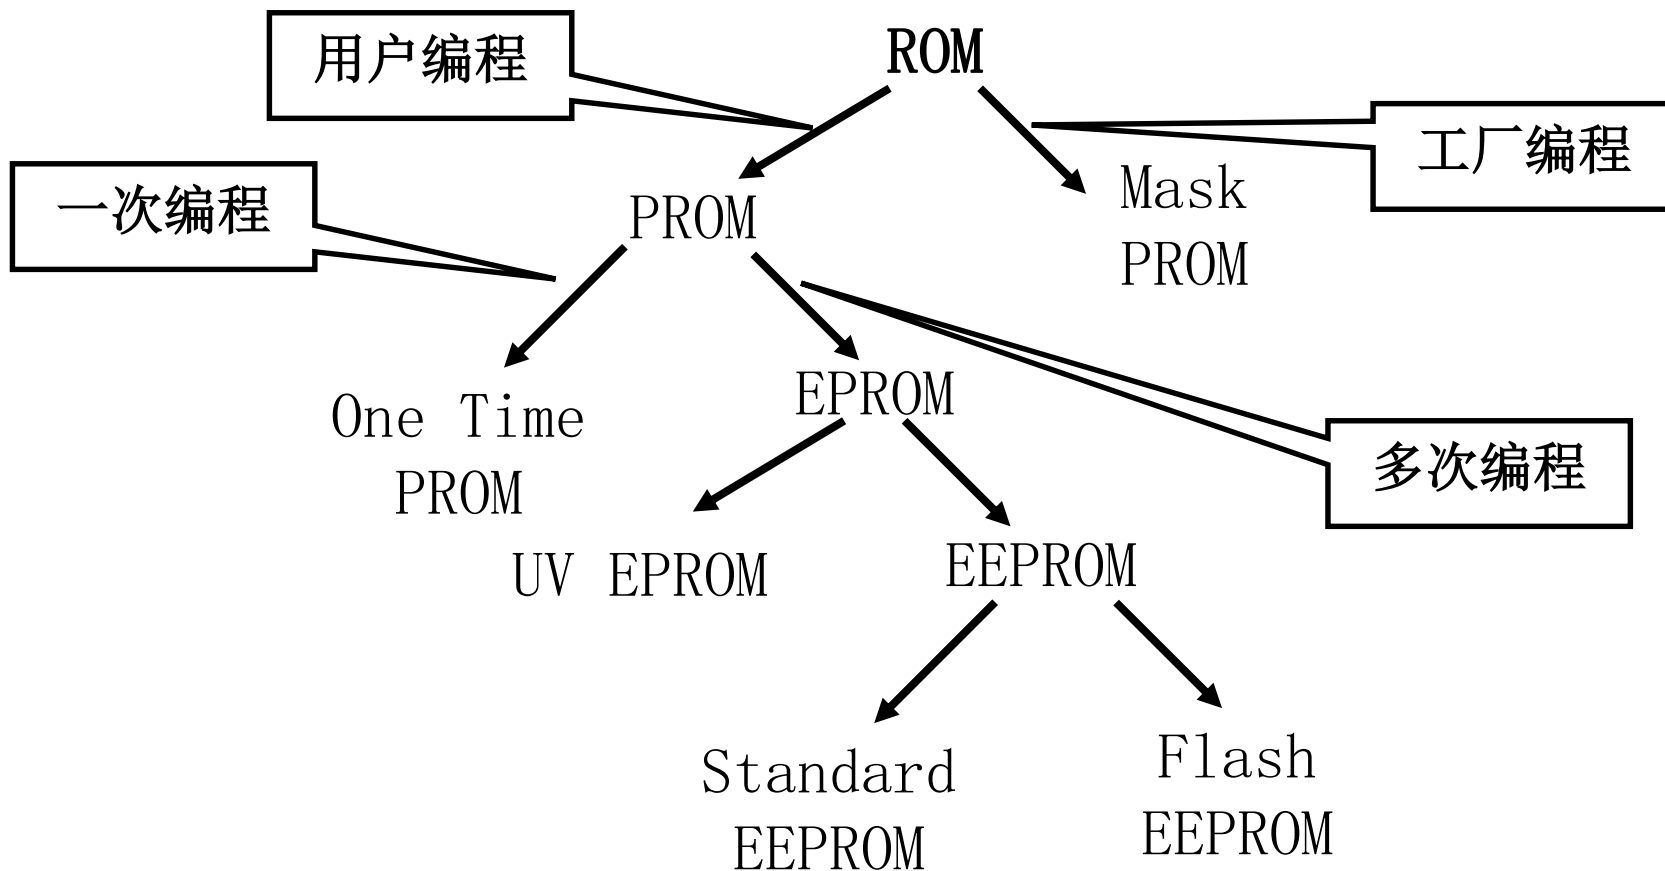 用户编程
ROM
工厂编程
一次编程
PROM
Mask
PROM
One Time
PROM
EPROM
多次编程
UV EPROM
EEPROM
Standard
EEPROM
Flash
EEPROM